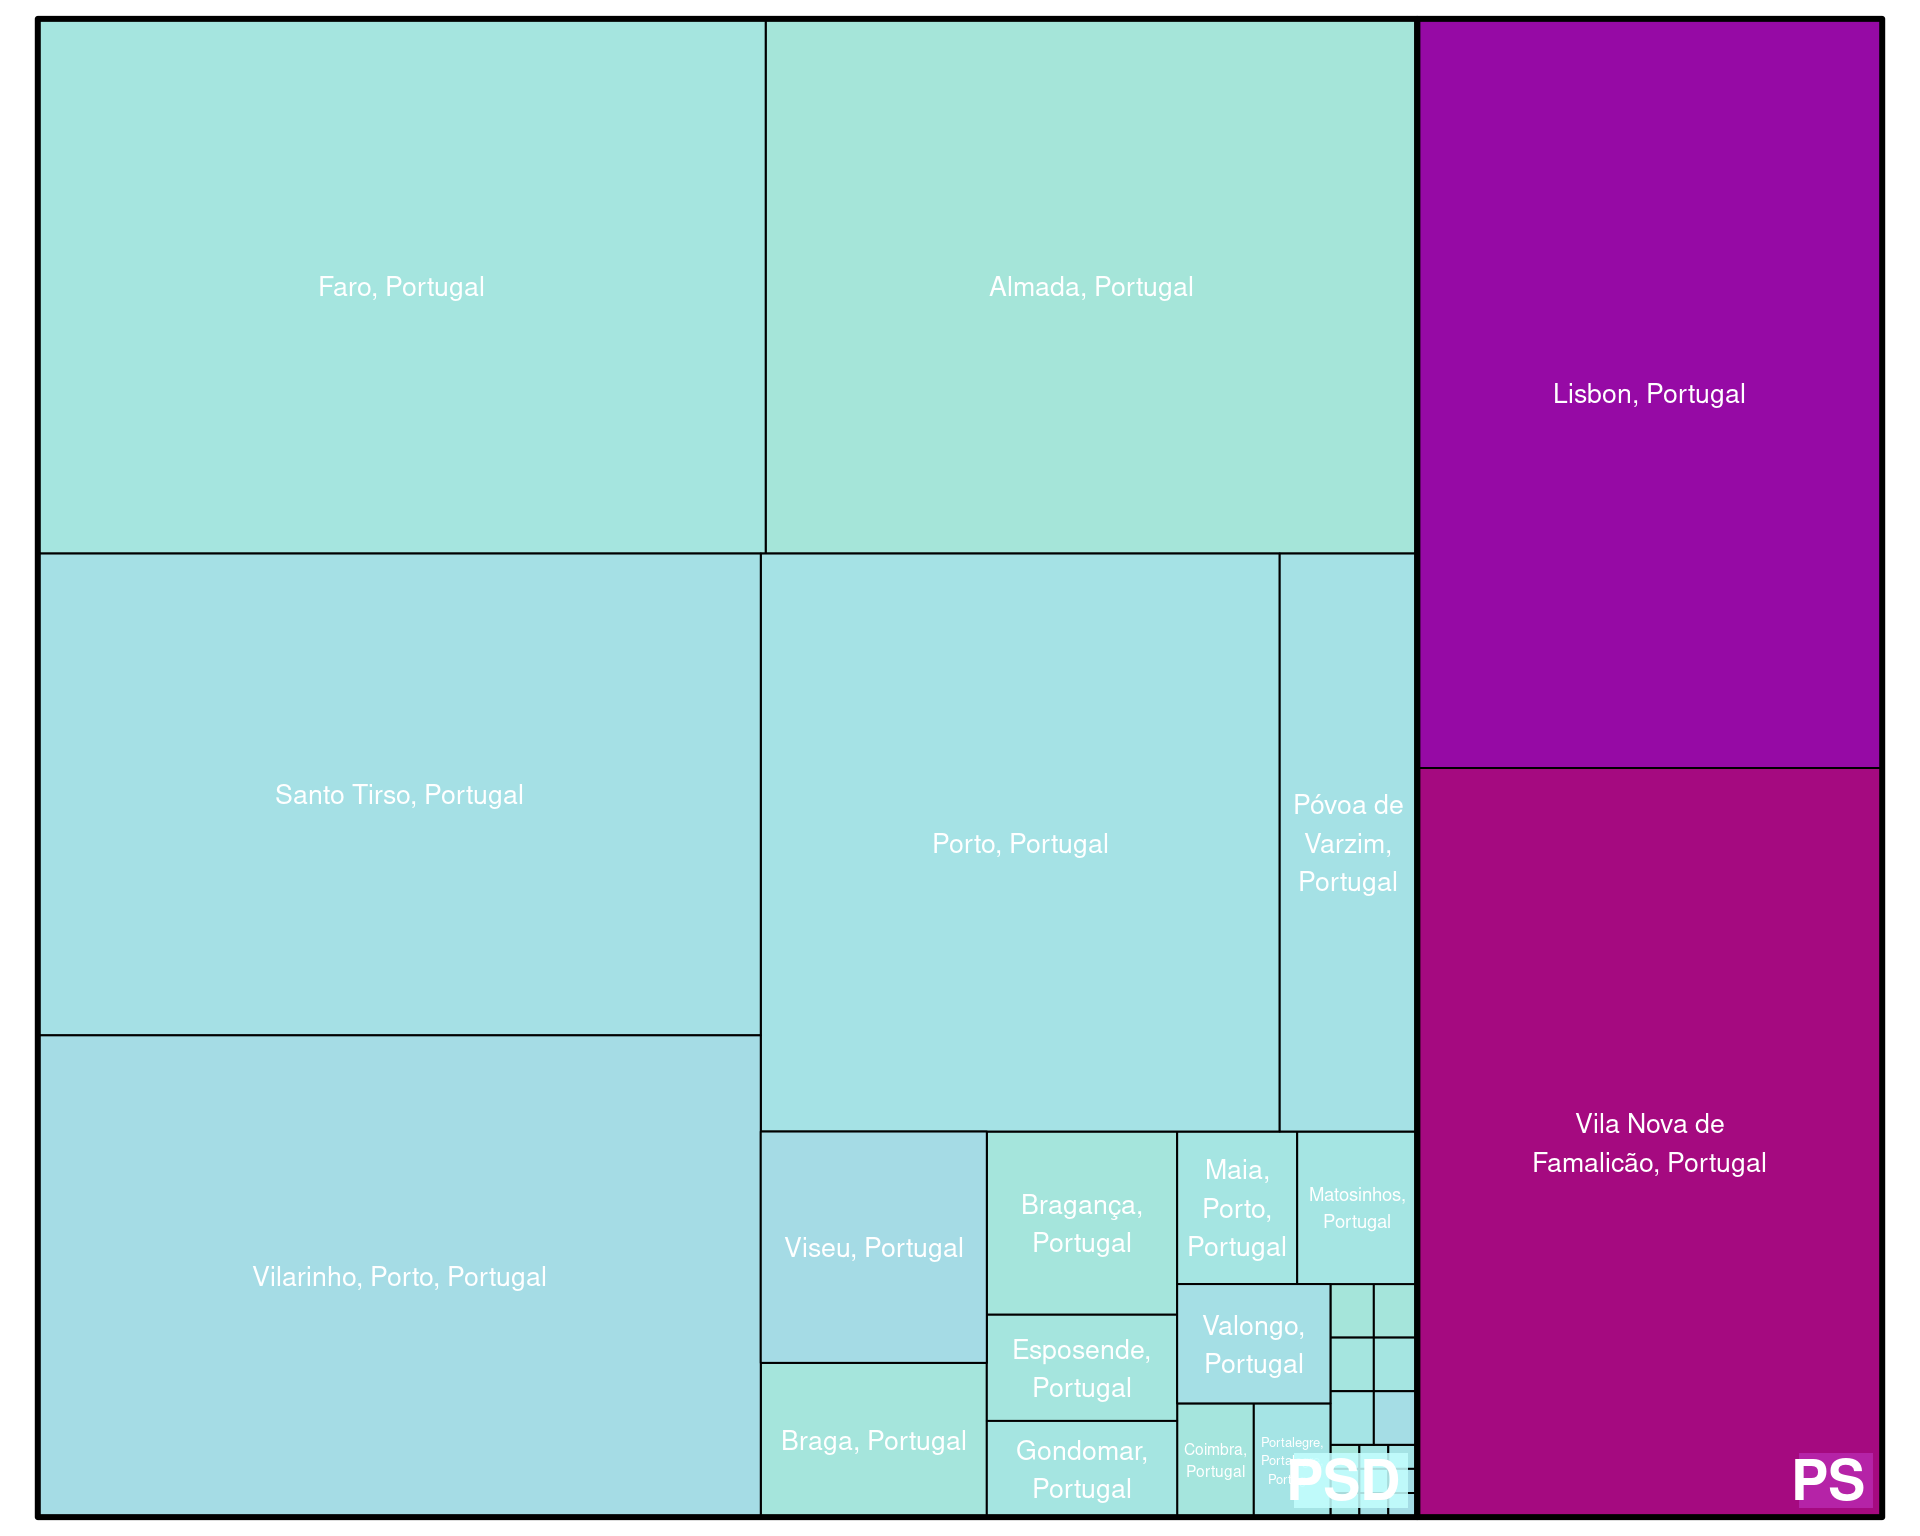 Faro, Portugal
Almada, Portugal
Lisbon, Portugal
Santo Tirso, Portugal
Porto, Portugal
Póvoa de
Varzim,
Portugal
Vila Nova de
Famalicão, Portugal
Vilarinho, Porto, Portugal
Viseu, Portugal
Bragança,
Portugal
Maia,
Porto,
Portugal
Matosinhos,
Portugal
Esposende,
Portugal
Valongo,
Portugal
Braga, Portugal
Gondomar,
Portugal
Coimbra,
Portugal
Portalegre,
PSD
PS